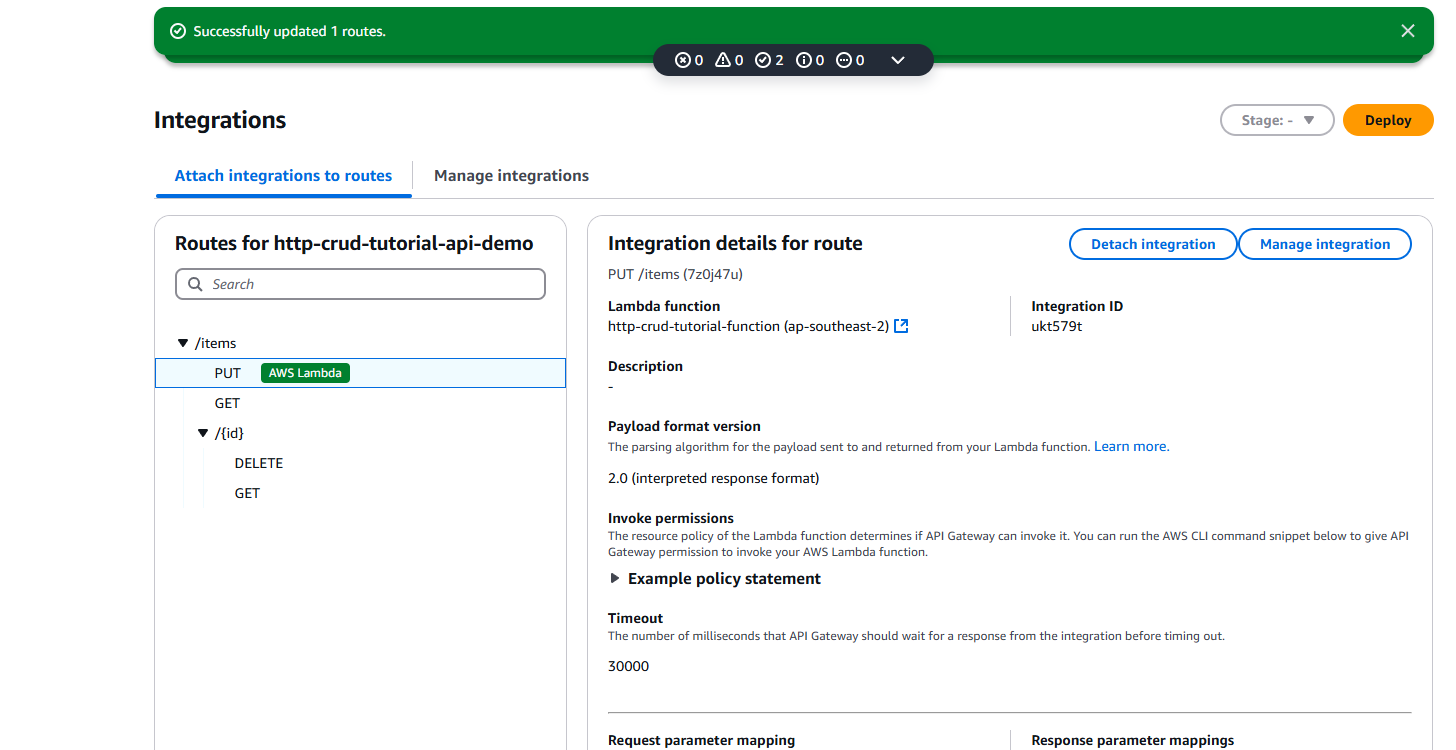 Successfully updated 1 routes.
0 0 2 0 0
Integrations
Stage: -
Deploy
Attach integrations to routes
Manage integrations
Routes for http-crud-tutorial-api-demo
Search
/items
PUT AWS Lambda
GET
/{id}
DELETE
GET
Integration details for route
Detach integration
Manage integration
PUT /items (7z0j47u)
Lambda function
http-crud-tutorial-function (ap-southeast-2)
Integration ID
ukt579t
Description
-
Payload format version
The parsing algorithm for the payload sent to and returned from your Lambda function. Learn more.
2.0 (interpreted response format)
Invoke permissions
The resource policy of the Lambda function determines if API Gateway can invoke it. You can run the AWS CLI command snippet below to give API
Gateway permission to invoke your AWS Lambda function.
Example policy statement
Timeout
The number of milliseconds that API Gateway should wait for a response from the integration before timing out.
30000
Request parameter mapping
Response parameter mappings